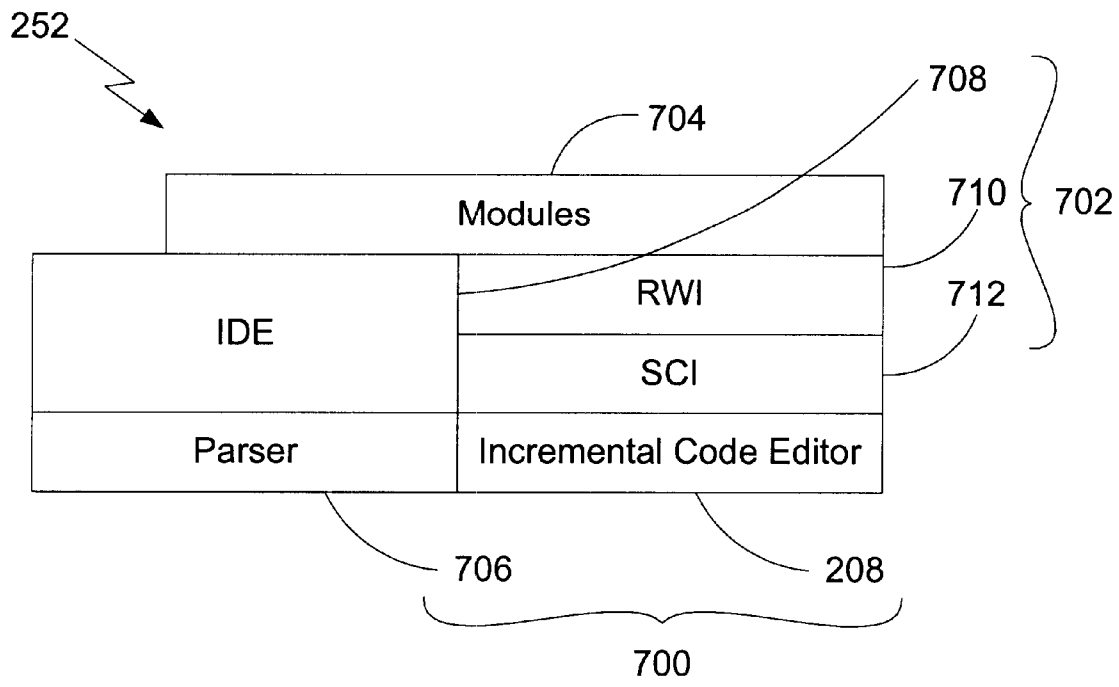 252
708
704
Modules
710
702
RWI
712
IDE
SCI
Parser
Incremental Code Editor
706
208
700